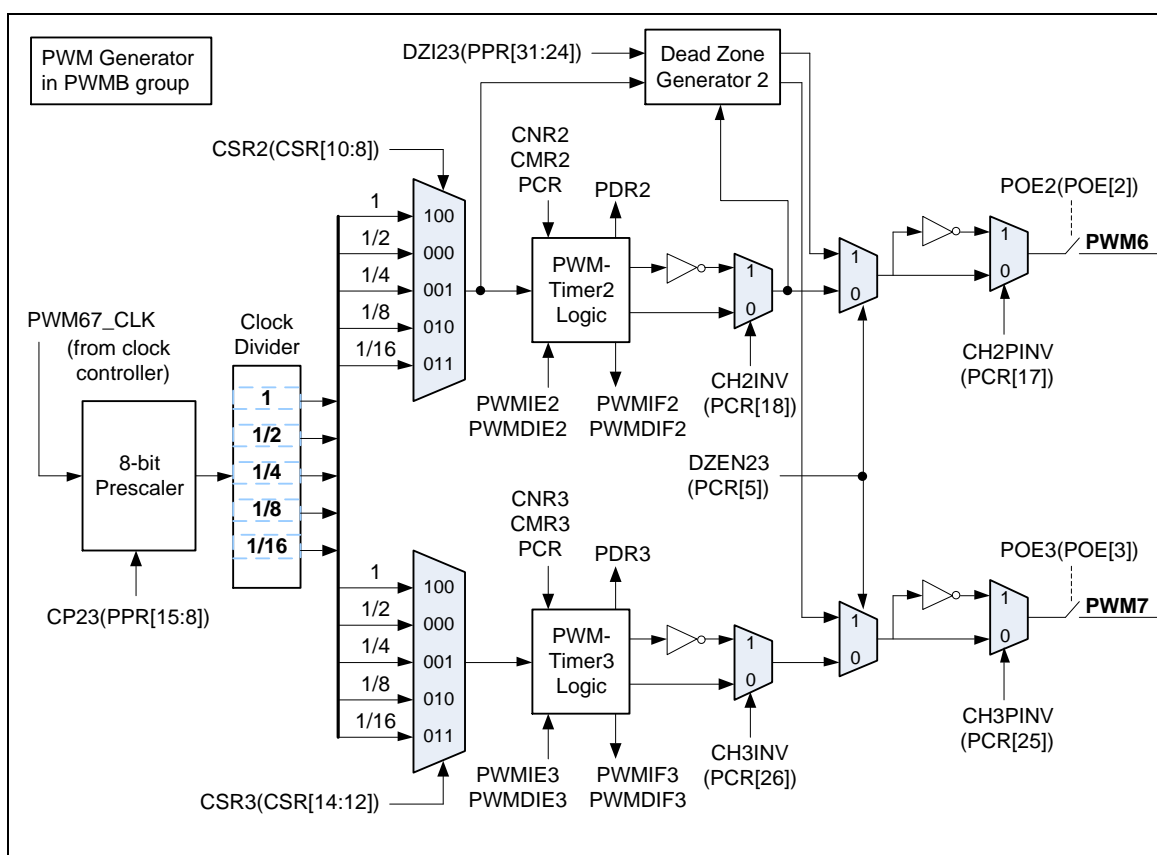 PWM Generator
in PWMB group
DZI23(PPR[31:24])
Dead Zone
Generator 2
CSR2(CSR[10:8])
CNR2
CMR2
PCR
PDR2
POE2(POE[2])
1
1/2
1/4
1/8
1/16
100
000
001
010
011
PWM-
Timer2
Logic
1
0
1
0
1
0
PWM6
PWM67_CLK
(from clock
controller)
Clock
Divider
PWMIE2
PWMDIE2
PWMIF2
PWMDIF2
CH2INV
(PCR[18])
CH2PINV
(PCR[17])
8-bit
Prescaler
1
1/2
1/4
1/8
1/16
DZEN23
(PCR[5])
CP23(PPR[15:8])
CNR3
CMR3
PCR
PDR3
POE3(POE[3])
1
1/2
1/4
1/8
1/16
100
000
001
010
011
PWM-
Timer3
Logic
1
0
1
0
1
0
PWM7
PWMIE3
PWMDIE3
PWMIF3
PWMDIF3
CH3INV
(PCR[26])
CH3PINV
(PCR[25])
CSR3(CSR[14:12])